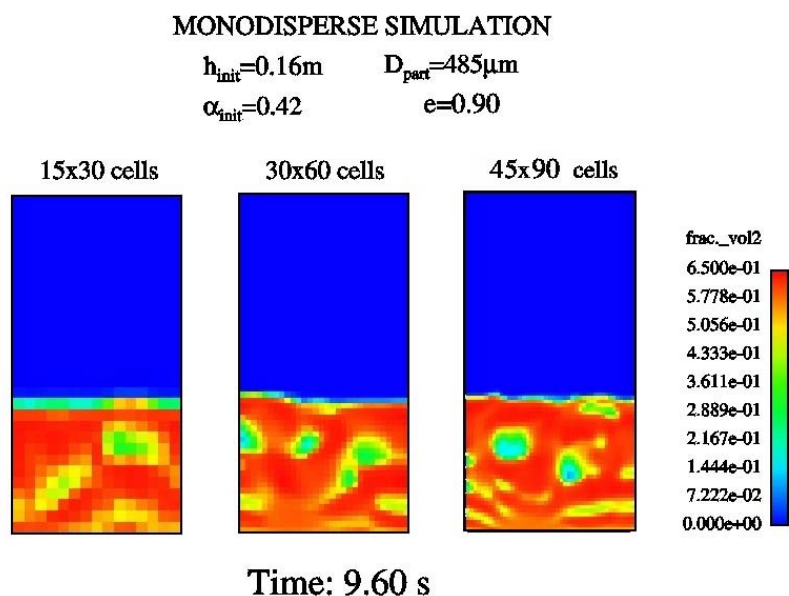 MONODISPERSE SIMULATION
h_init=0.16m D_part=485μm
α_init=0.42 e=0.90
15x30 cells 30x60 cells 45x90 cells
frac._vol2
6.500e-01
5.778e-01
5.056e-01
4.333e-01
3.611e-01
2.889e-01
2.167e-01
1.444e-01
7.222e-02
0.000e+00
Time: 9.60 s